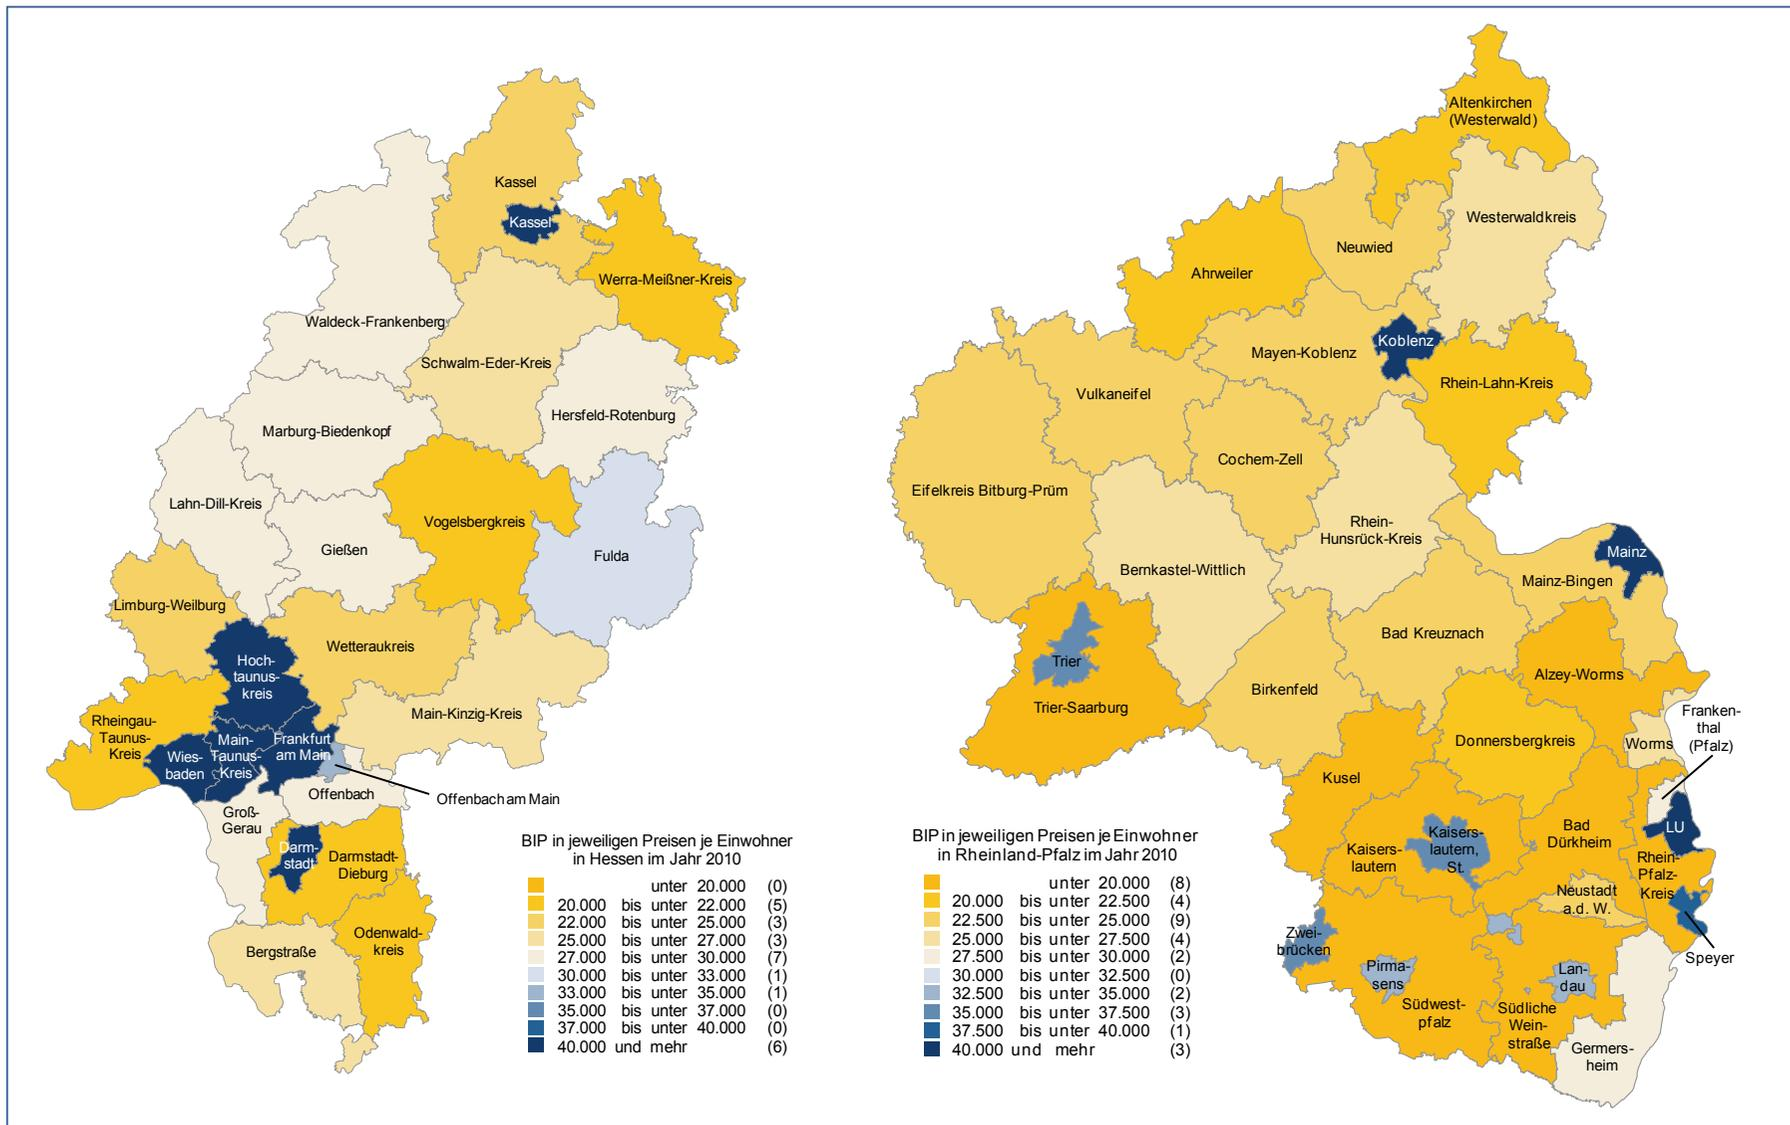 Kassel
Kassel
Werra-Meißner-Kreis
Waldeck-Frankenberg
Schwalm-Eder-Kreis
Hersfeld-Rotenburg
Marburg-Biedenkopf
Lahn-Dill-Kreis
Vogelsbergkreis
Gießen
Fulda
Limburg-Weilburg
Wetteraukreis
Hoch-
taunus-
kreis
Main-Kinzig-Kreis
Rheingau-
Taunus-
Kreis
Wies-
baden
Main-
Taunus-
Kreis
Frankfurt
am Main
Offenbach
Offenbach am Main
Groß-
Gerau
Darm-
stadt
Darmstadt-
Dieburg
Odenwald-
kreis
Bergstraße
BIP in jeweiligen Preisen je Einwohner
in Hessen im Jahr 2010
unter 20.000 (0)
20.000 bis unter 22.000 (5)
22.000 bis unter 25.000 (3)
25.000 bis unter 27.000 (3)
27.000 bis unter 30.000 (7)
30.000 bis unter 33.000 (1)
33.000 bis unter 35.000 (1)
35.000 bis unter 37.000 (0)
37.000 bis unter 40.000 (0)
40.000 und mehr (6)
Altenkirchen
(Westerwald)
Westerwaldkreis
Neuwied
Ahrweiler
Koblenz
Mayen-Koblenz
Rhein-Lahn-Kreis
Vulkaneifel
Cochem-Zell
Eifelkreis Bitburg-Prüm
Rhein-
Hunsrück-Kreis
Mainz
Bernkastel-Wittlich
Mainz-Bingen
Bad Kreuznach
Trier
Alzey-Worms
Birkenfeld
Trier-Saarburg
Franken-
thal
(Pfalz)
Donnersbergkreis
Worms
Kusel
LU
Kaisers-
lautern,
St.
Bad
Dürkheim
Kaisers-
lautern
Rhein-
Pfalz-
Kreis
Neustadt
a.d. W.
Zwei-
brücken
Speyer
Pirma-
sens
Lan-
dau
Südwest-
pfalz
Südliche
Wein-
straße
Germers-
heim
BIP in jeweiligen Preisen je Einwohner
in Rheinland-Pfalz im Jahr 2010
unter 20.000 (8)
20.000 bis unter 22.500 (4)
22.500 bis unter 25.000 (9)
25.000 bis unter 27.500 (4)
27.500 bis unter 30.000 (2)
30.000 bis unter 32.500 (0)
32.500 bis unter 35.000 (2)
35.000 bis unter 37.500 (3)
37.500 bis unter 40.000 (1)
40.000 und mehr (3)